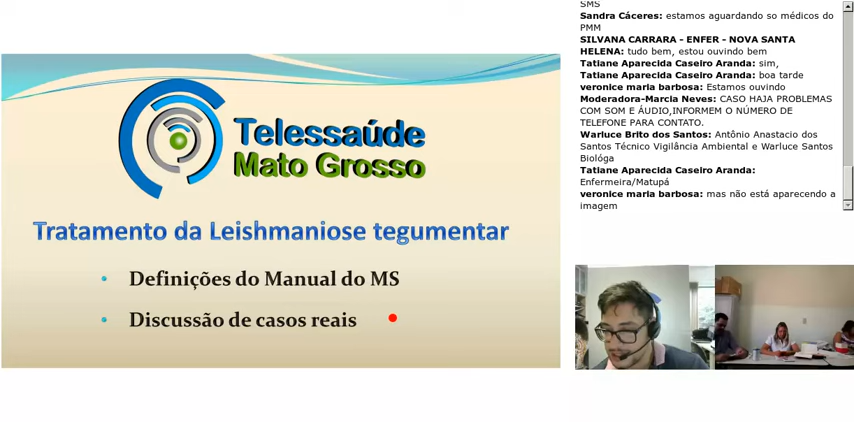 Telessaúde
Mato Grosso
Tratamento da Leishmaniose tegumentar
• Definições do Manual do MS
• Discussão de casos reais
SMS
Sandra Cáceres: estamos aguardando so médicos do
PMM
SILVANA CARRARA - ENFER - NOVA SANTA
HELENA: tudo bem, estou ouvindo bem
Tatiane Aparecida Caseiro Aranda: sim,
Tatiane Aparecida Caseiro Aranda: boa tarde
veronice maria barbosa: Estamos ouvindo
Moderadora-Marcia Neves: CASO HAJA PROBLEMAS
COM SOM E ÁUDIO,INFORMEM O NÚMERO DE
TELEFONE PARA CONTATO.
Warluce Brito dos Santos: Antônio Anastacio dos
Santos Técnico Vigilância Ambiental e Warluce Santos
Biológa
Tatiane Aparecida Caseiro Aranda:
Enfermeira/Matupá
veronice maria barbosa: mas não está aparecendo a
imagem